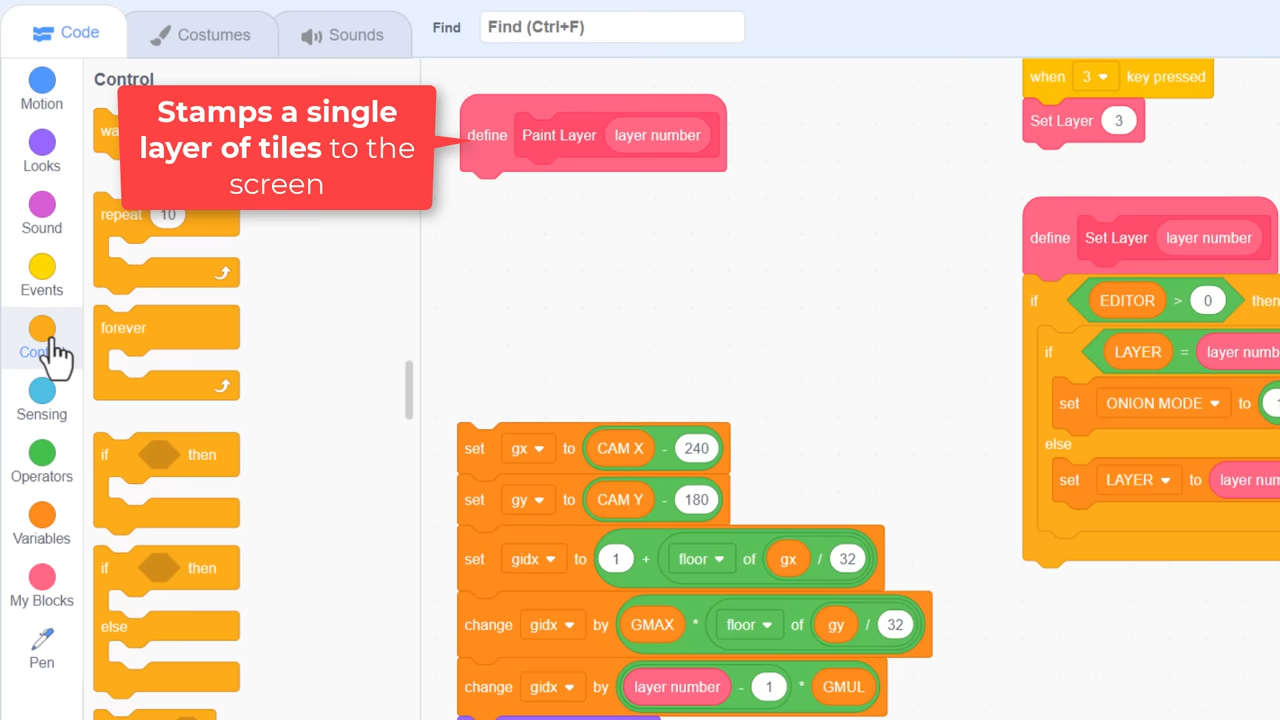 Code
Costumes
Sounds
Find
Find (Ctrl+F)
Motion
Looks
Sound
Events
Sensing
Operators
Variables
My Blocks
Pen
Control
Stamps a single
layer of tiles to the
screen
repeat 10
forever
if then
if then
else
define Paint Layer layer number
set gx to CAM X - 240
set gy to CAM Y - 180
set gidx to 1 + floor of gx / 32
change gidx by GMAX * floor of gy / 32
change gidx by layer number - 1 * GMUL
when 3 key pressed
Set Layer 3
define Set Layer layer number
if EDITOR > 0 then
if LAYER = layer
set ONION MODE to
else
set LAYER to layer